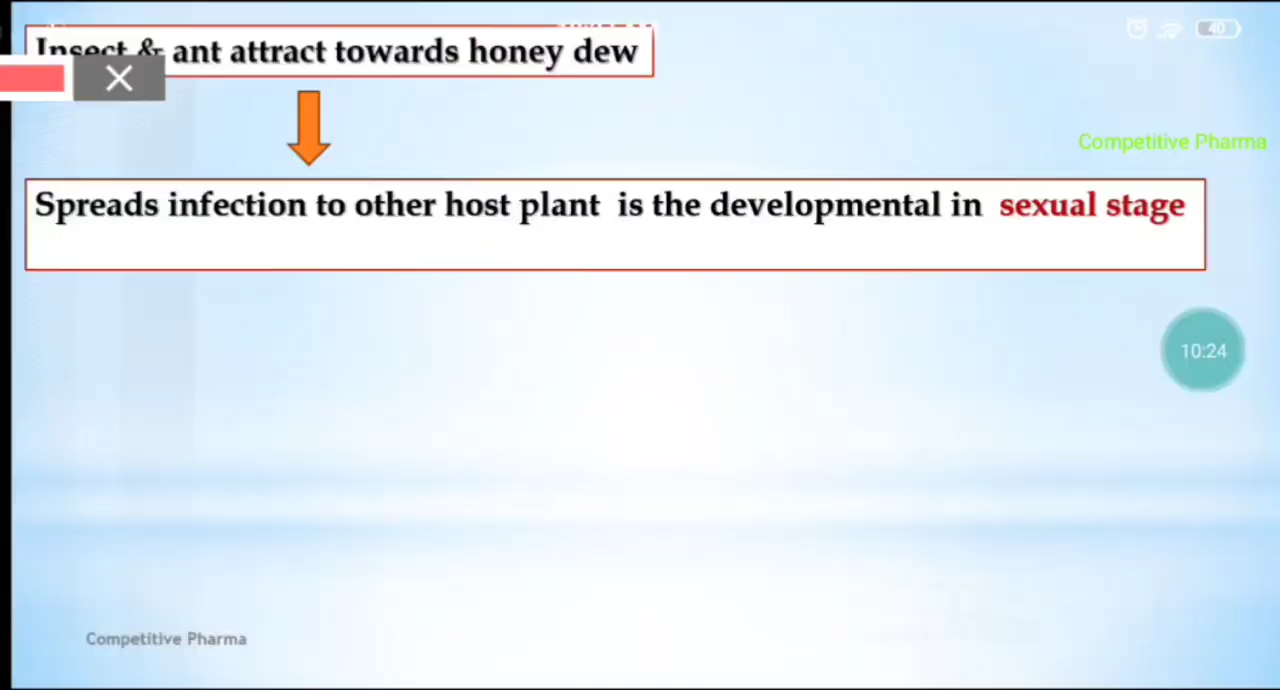 Insect & ant attract towards honey dew
40
Competitive Pharma
Spreads infection to other host plant is the developmental in sexual stage
10:24
Competitive Pharma